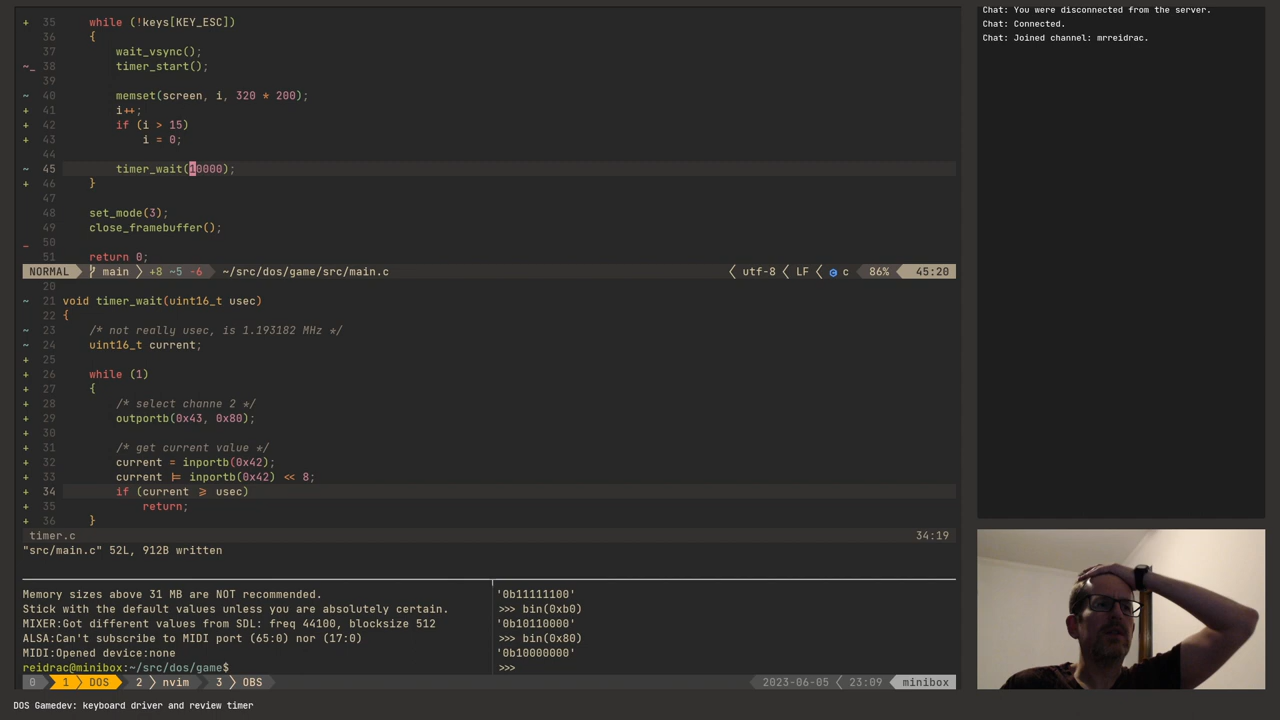 + 35 while (!keys[KEY_ESC])
36 {
37 wait_vsync();
~_ 38 timer_start();
39
~ 40 memset(screen, i, 320 * 200);
+ 41 i++;
+ 42 if (i > 15)
+ 43 i = 0;
44
~ 45 timer_wait(10000);
+ 46 }
47
48 set_mode(3);
49 close_framebuffer();
_ 50
51 return 0;
NORMAL main +8 ~5 -6 ~/src/dos/game/src/main.c utf-8 LF c 86% 45:20
20
~ 21 void timer_wait(uint16_t usec)
22 {
~ 23 /* not really usec, is 1.193182 MHz */
~ 24 uint16_t current;
+ 25
+ 26 while (1)
+ 27 {
+ 28 /* select channe 2 */
+ 29 outportb(0x43, 0x80);
+ 30
+ 31 /* get current value */
+ 32 current = inportb(0x42);
+ 33 current |= inportb(0x42) << 8;
+ 34 if (current >= usec)
+ 35 return;
+ 36 }
timer.c 34:19
"src/main.c" 52L, 912B written
Memory sizes above 31 MB are NOT recommended.
Stick with the default values unless you are absolutely certain.
MIXER:Got different values from SDL: freq 44100, blocksize 512
ALSA:Can't subscribe to MIDI port (65:0) nor (17:0)
MIDI:Opened device:none
reidrac@minibox:~/src/dos/game$
'0b11111100'
>>> bin(0xb0)
'0b10110000'
>>> bin(0x80)
'0b10000000'
>>>
0 1 DOS 2 nvim 3 OBS 2023-06-05 23:09 minibox
DOS Gamedev: keyboard driver and review timer
Chat: You were disconnected from the server.
Chat: Connected.
Chat: Joined channel: mrreidrac.